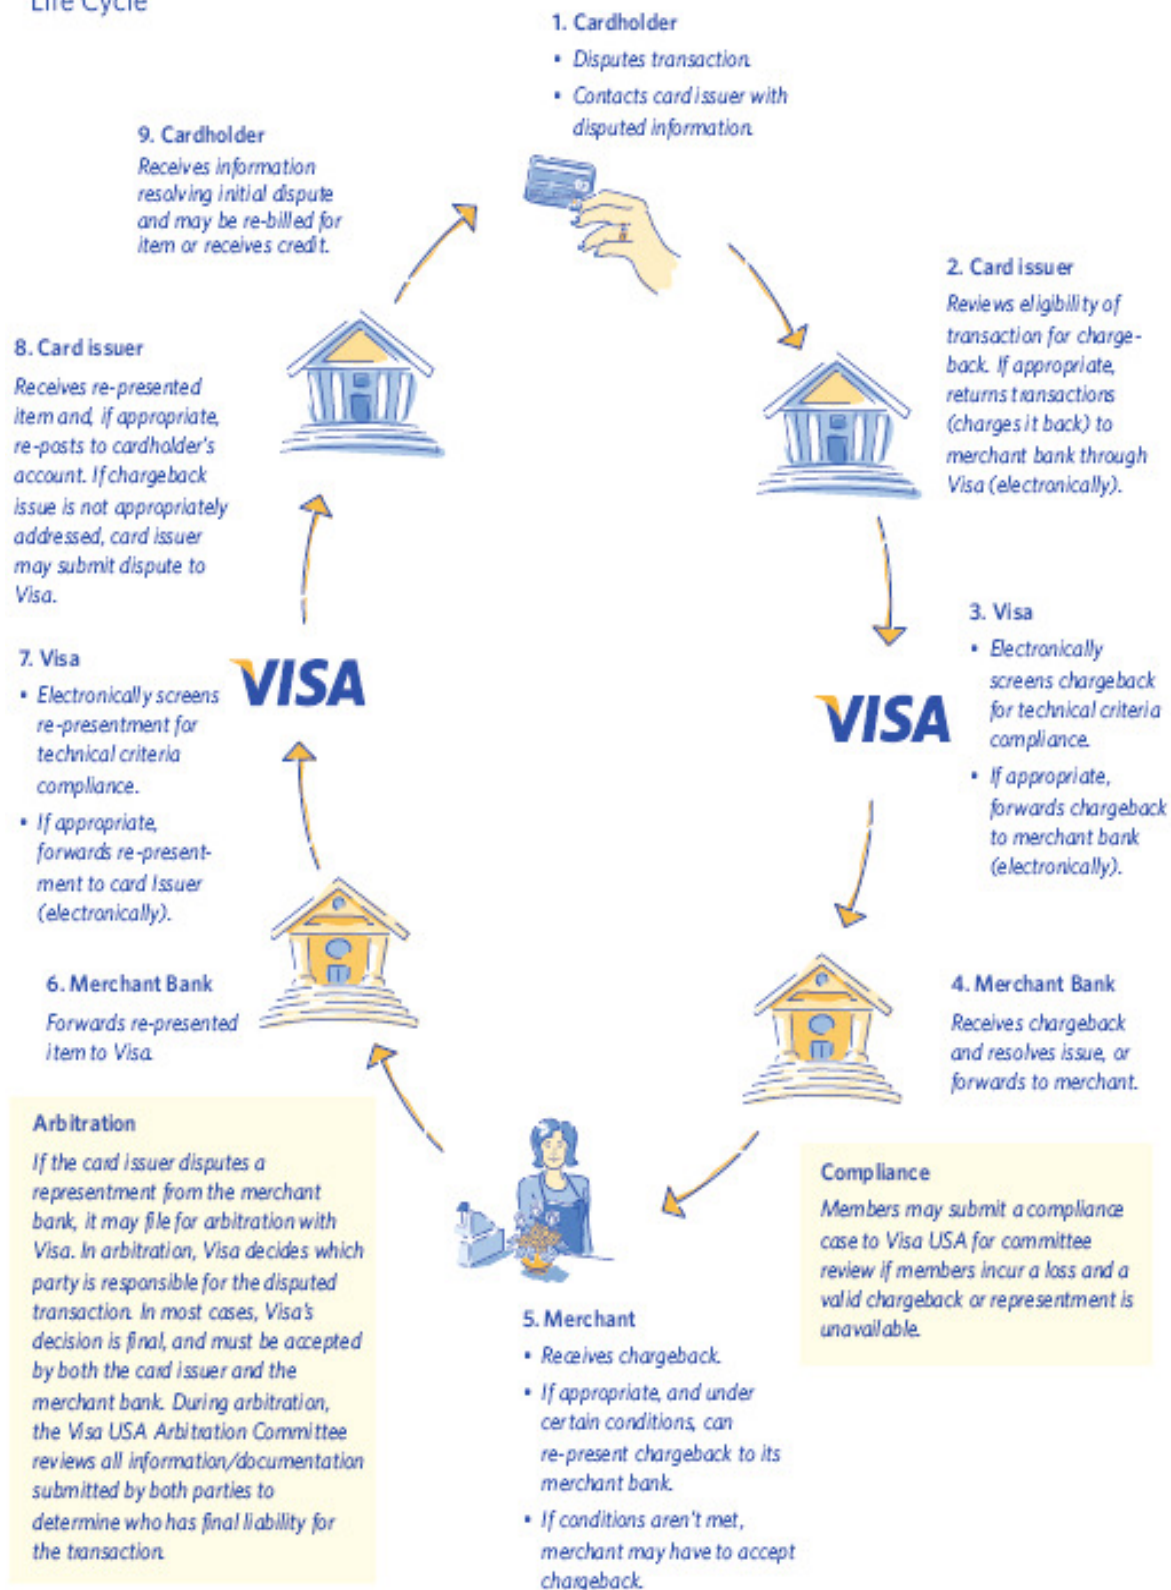 Life Cycle
1. Cardholder
• Disputes transaction.
• Contacts card issuer with
disputed information.
2. Card issuer
Reviews eligibility of
transaction for charge-
back. If appropriate,
returns transactions
(charges it back) to
merchant bank through
Visa (electronically).
3. Visa
• Electronically
screens chargeback
for technical criteria
compliance.
• If appropriate,
forwards chargeback
to merchant bank
(electronically).
VISA
4. Merchant Bank
Receives chargeback
and resolves issue, or
forwards to merchant.
Compliance
Members may submit a compliance
case to Visa USA for committee
review if members incur a loss and a
valid chargeback or representment is
unavailable.
5. Merchant
• Receives chargeback.
• If appropriate, and under
certain conditions, can
re-present chargeback to its
merchant bank.
• If conditions aren't met,
merchant may have to accept
chargeback.
6. Merchant Bank
Forwards re-presented
item to Visa.
Arbitration
If the card issuer disputes a
representment from the merchant
bank, it may file for arbitration with
Visa. In arbitration, Visa decides which
party is responsible for the disputed
transaction. In most cases, Visa's
decision is final, and must be accepted
by both the card issuer and the
merchant bank. During arbitration,
the Visa USA Arbitration Committee
reviews all information/documentation
submitted by both parties to
determine who has final liability for
the transaction.
7. Visa
• Electronically screens
re-presentment for
technical criteria
compliance.
• If appropriate,
forwards re-present-
ment to card Issuer
(electronically).
VISA
8. Card issuer
Receives re-presented
item and, if appropriate,
re-posts to cardholder's
account. If chargeback
issue is not appropriately
addressed, card issuer
may submit dispute to
Visa.
9. Cardholder
Receives information
resolving initial dispute
and may be re-billed for
item or receives credit.